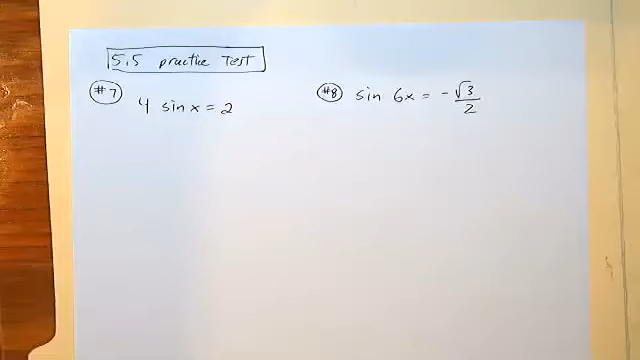 5.5 practice Test
#7 4 sin x = 2
#8 sin 6x = -√3/2